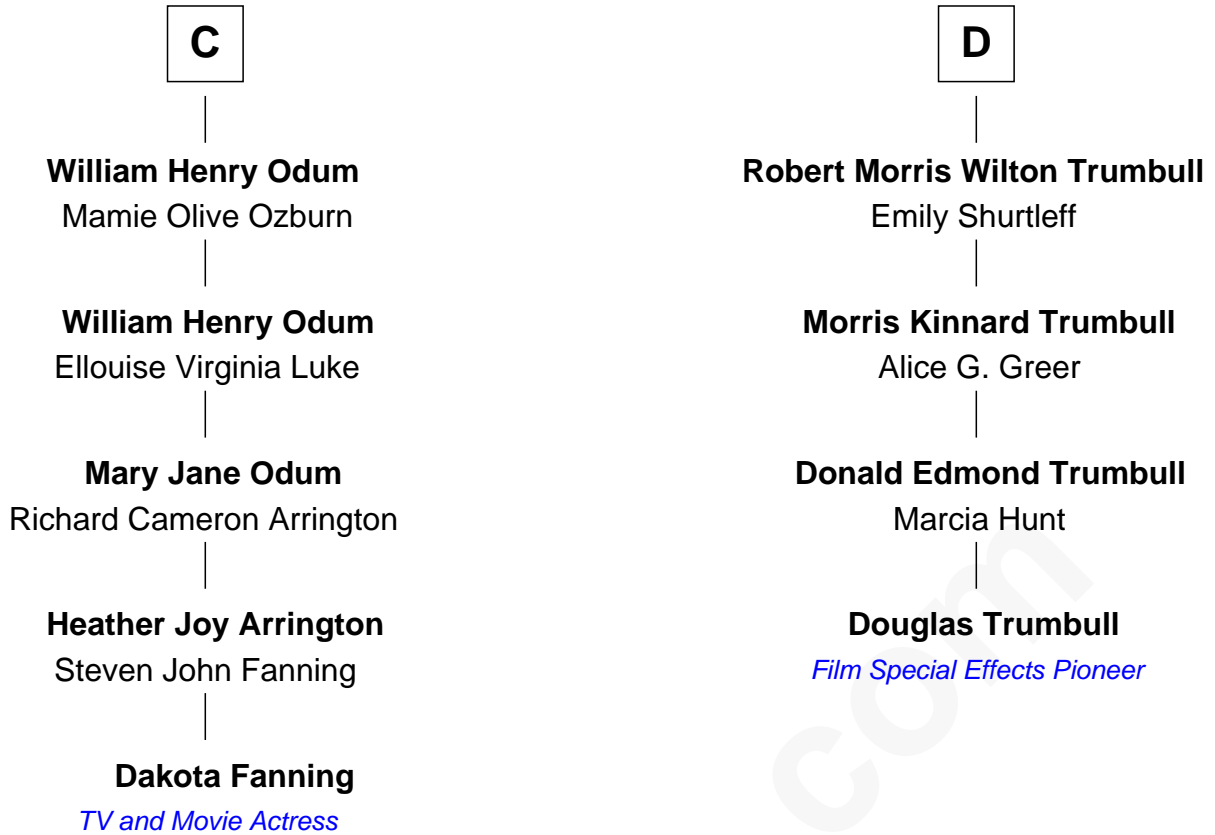 C
William Henry Odum
Mamie Olive Ozburn
William Henry Odum
Ellouise Virginia Luke
Mary Jane Odum
Richard Cameron Arrington
Heather Joy Arrington
Steven John Fanning
Dakota Fanning
TV and Movie Actress
D
Robert Morris Wilton Trumbull
Emily Shurtleff
Morris Kinnard Trumbull
Alice G. Greer
Donald Edmond Trumbull
Marcia Hunt
Douglas Trumbull
Film Special Effects Pioneer
com